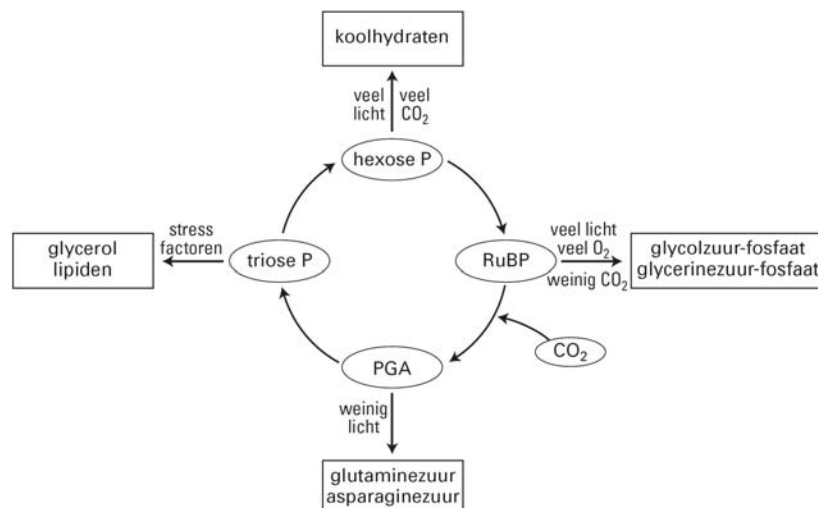 koolhydraten
veel
licht
veel
CO₂
hexose P
stress
factoren
glycerol
lipiden
triose P
RuBP
veel licht
veel O₂
weinig CO₂
glycolzuur-fosfaat
glycerinezuur-fosfaat
CO₂
PGA
weinig
licht
glutaminezuur
asparaginezuur